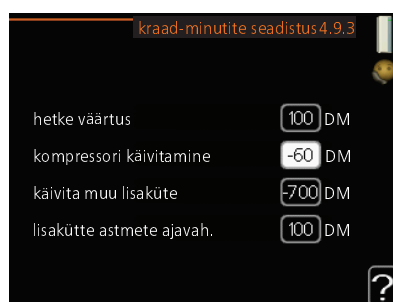 kraad-minutite seadistus 4.9.3
hetke väärtus 100 DM
kompressori käivitamine -60 DM
käivita muu lisaküte -700 DM
lisakütte astmete ajavah. 100 DM
?